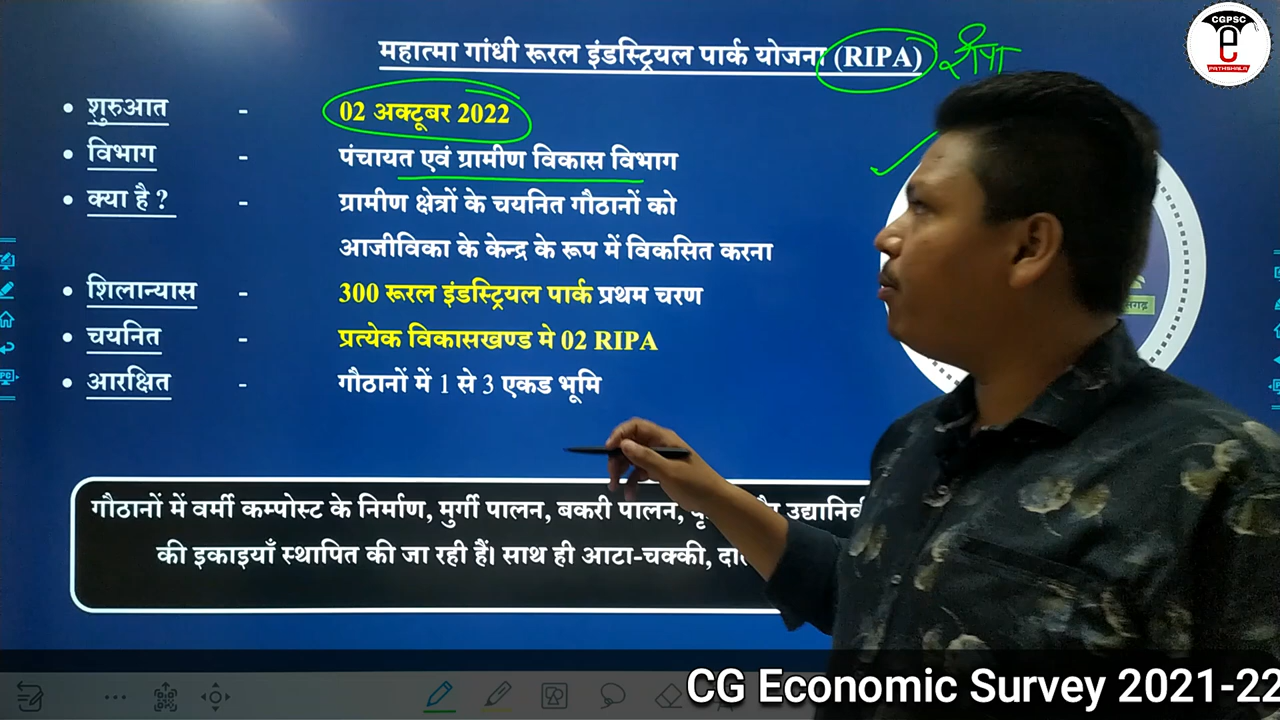 CGPSC
e
PATHSHALA
महात्मा गांधी रूरल इंडस्ट्रियल पार्क योजना (RIPA) रीपा
• शुरुआत - 02 अक्टूबर 2022
• विभाग - पंचायत एवं ग्रामीण विकास विभाग
• क्या है ? - ग्रामीण क्षेत्रों के चयनित गौठानों को
आजीविका के केन्द्र के रूप में विकसित करना
• शिलान्यास - 300 रूरल इंडस्ट्रियल पार्क प्रथम चरण
• चयनित - प्रत्येक विकासखण्ड मे 02 RIPA
• आरक्षित - गौठानों में 1 से 3 एकड भूमि
गौठानों में वर्मी कम्पोस्ट के निर्माण, मुर्गी पालन, बकरी पालन,
की इकाइयाँ स्थापित की जा रही हैं। साथ ही आटा-चक्की,
CG Economic Survey 2021-22